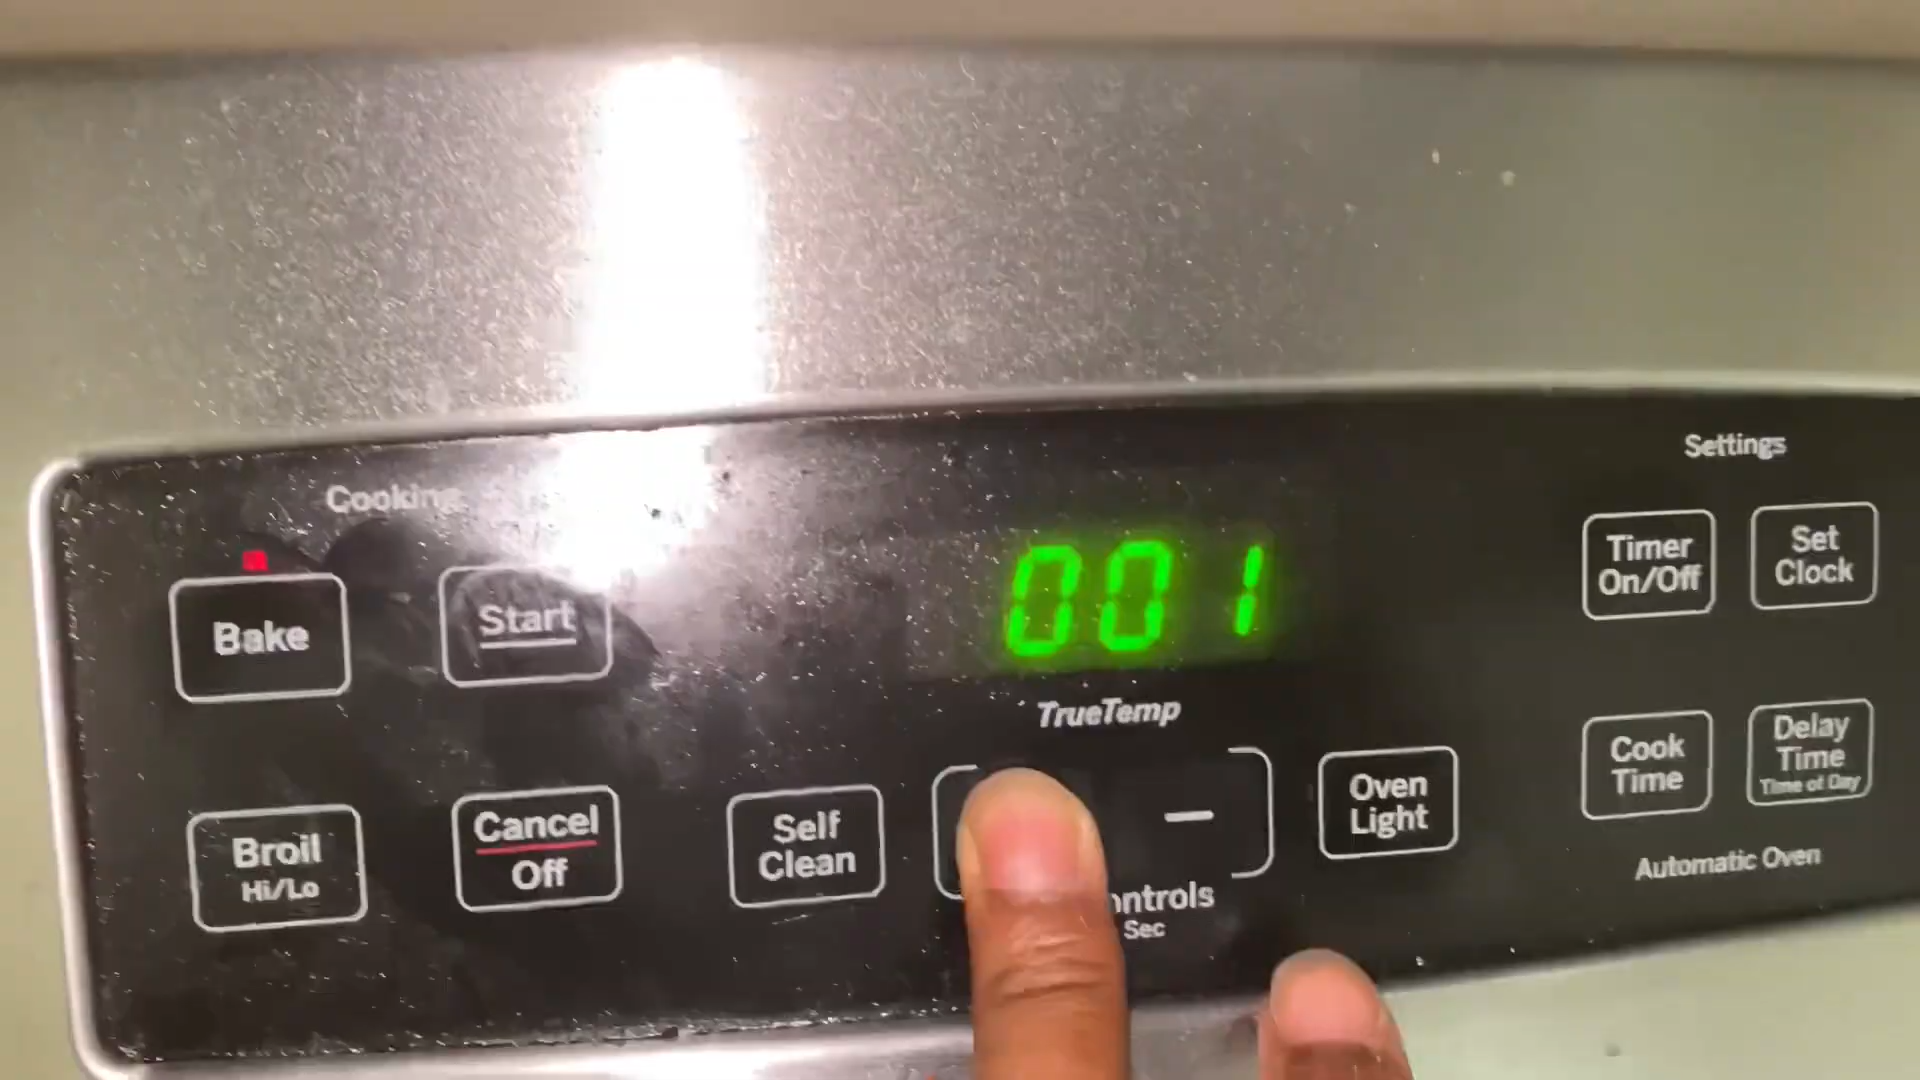 Cooking
Settings
Bake
Start
001
Timer
On/Off
Set
Clock
TrueTemp
Broil
Hi/Lo
Cancel
Off
Self
Clean
—
Oven
Light
Cook
Time
Delay
Time
Time of Day
ontrols
Sec
Automatic Oven